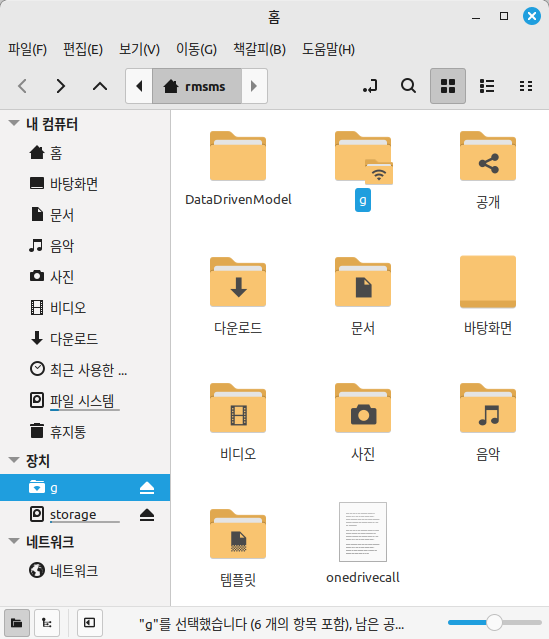 홈
파일(F) 편집(E) 보기(V) 이동(G) 책갈피(B) 도움말(H)
rmsms
내 컴퓨터
홈
바탕화면
문서
음악
사진
비디오
다운로드
최근 사용한 ...
파일 시스템
휴지통
장치
g
storage
네트워크
네트워크
DataDrivenModel
g
공개
다운로드
문서
바탕화면
비디오
사진
음악
템플릿
onedrivecall
"g"를 선택했습니다 (6 개의 항목 포함), 남은 공...